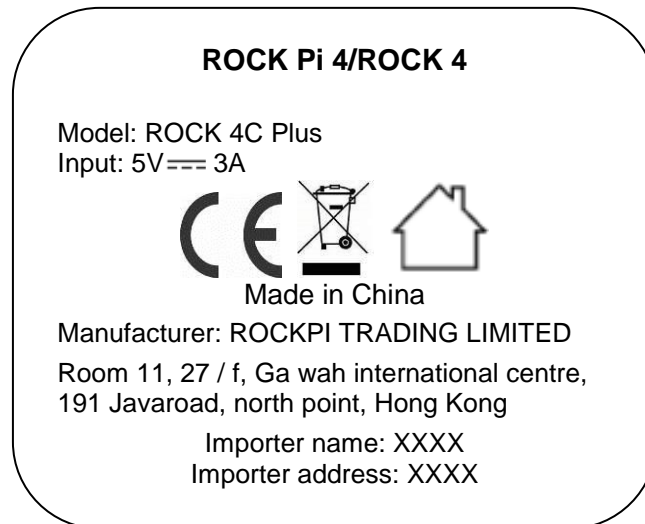 ROCK Pi 4/ROCK 4
Model: ROCK 4C Plus
Input: 5V⎓ 3A
CE
Made in China
Manufacturer: ROCKPI TRADING LIMITED
Room 11, 27 / f, Ga wah international centre,
191 Javaroad, north point, Hong Kong
Importer name: XXXX
Importer address: XXXX